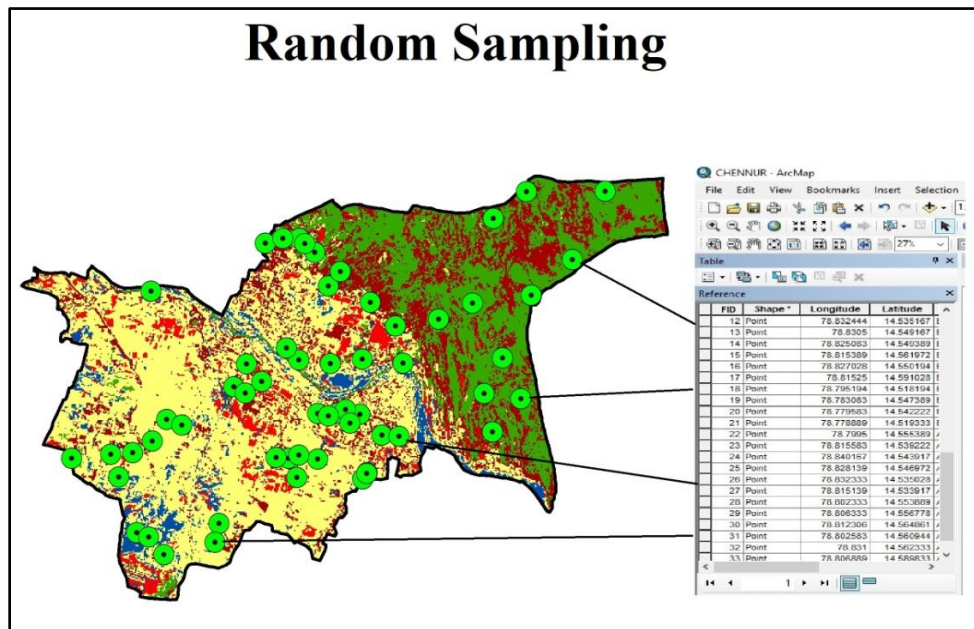 Random Sampling
CHENNUR - ArcMap
File Edit View Bookmarks Insert Selection
27%
Table
Reference
FID Shape * Longitude Latitude
12 Point 78.832444 14.535167
13 Point 78.8305 14.549167
14 Point 78.825083 14.549389
15 Point 78.815389 14.561972
16 Point 78.827028 14.550194
17 Point 78.81525 14.591028
18 Point 78.795194 14.518194
19 Point 78.783083 14.547389
20 Point 78.779583 14.542222
21 Point 78.778889 14.519333
22 Point 78.7995 14.555389
23 Point 78.815583 14.539222
24 Point 78.840167 14.543917
25 Point 78.828139 14.546972
26 Point 78.832333 14.535028
27 Point 78.815139 14.533917
28 Point 78.802333 14.553889
29 Point 78.806333 14.556778
30 Point 78.812306 14.564861
31 Point 78.802583 14.560944
32 Point 78.831 14.562333
33 Point 78.806889 14.589833
1